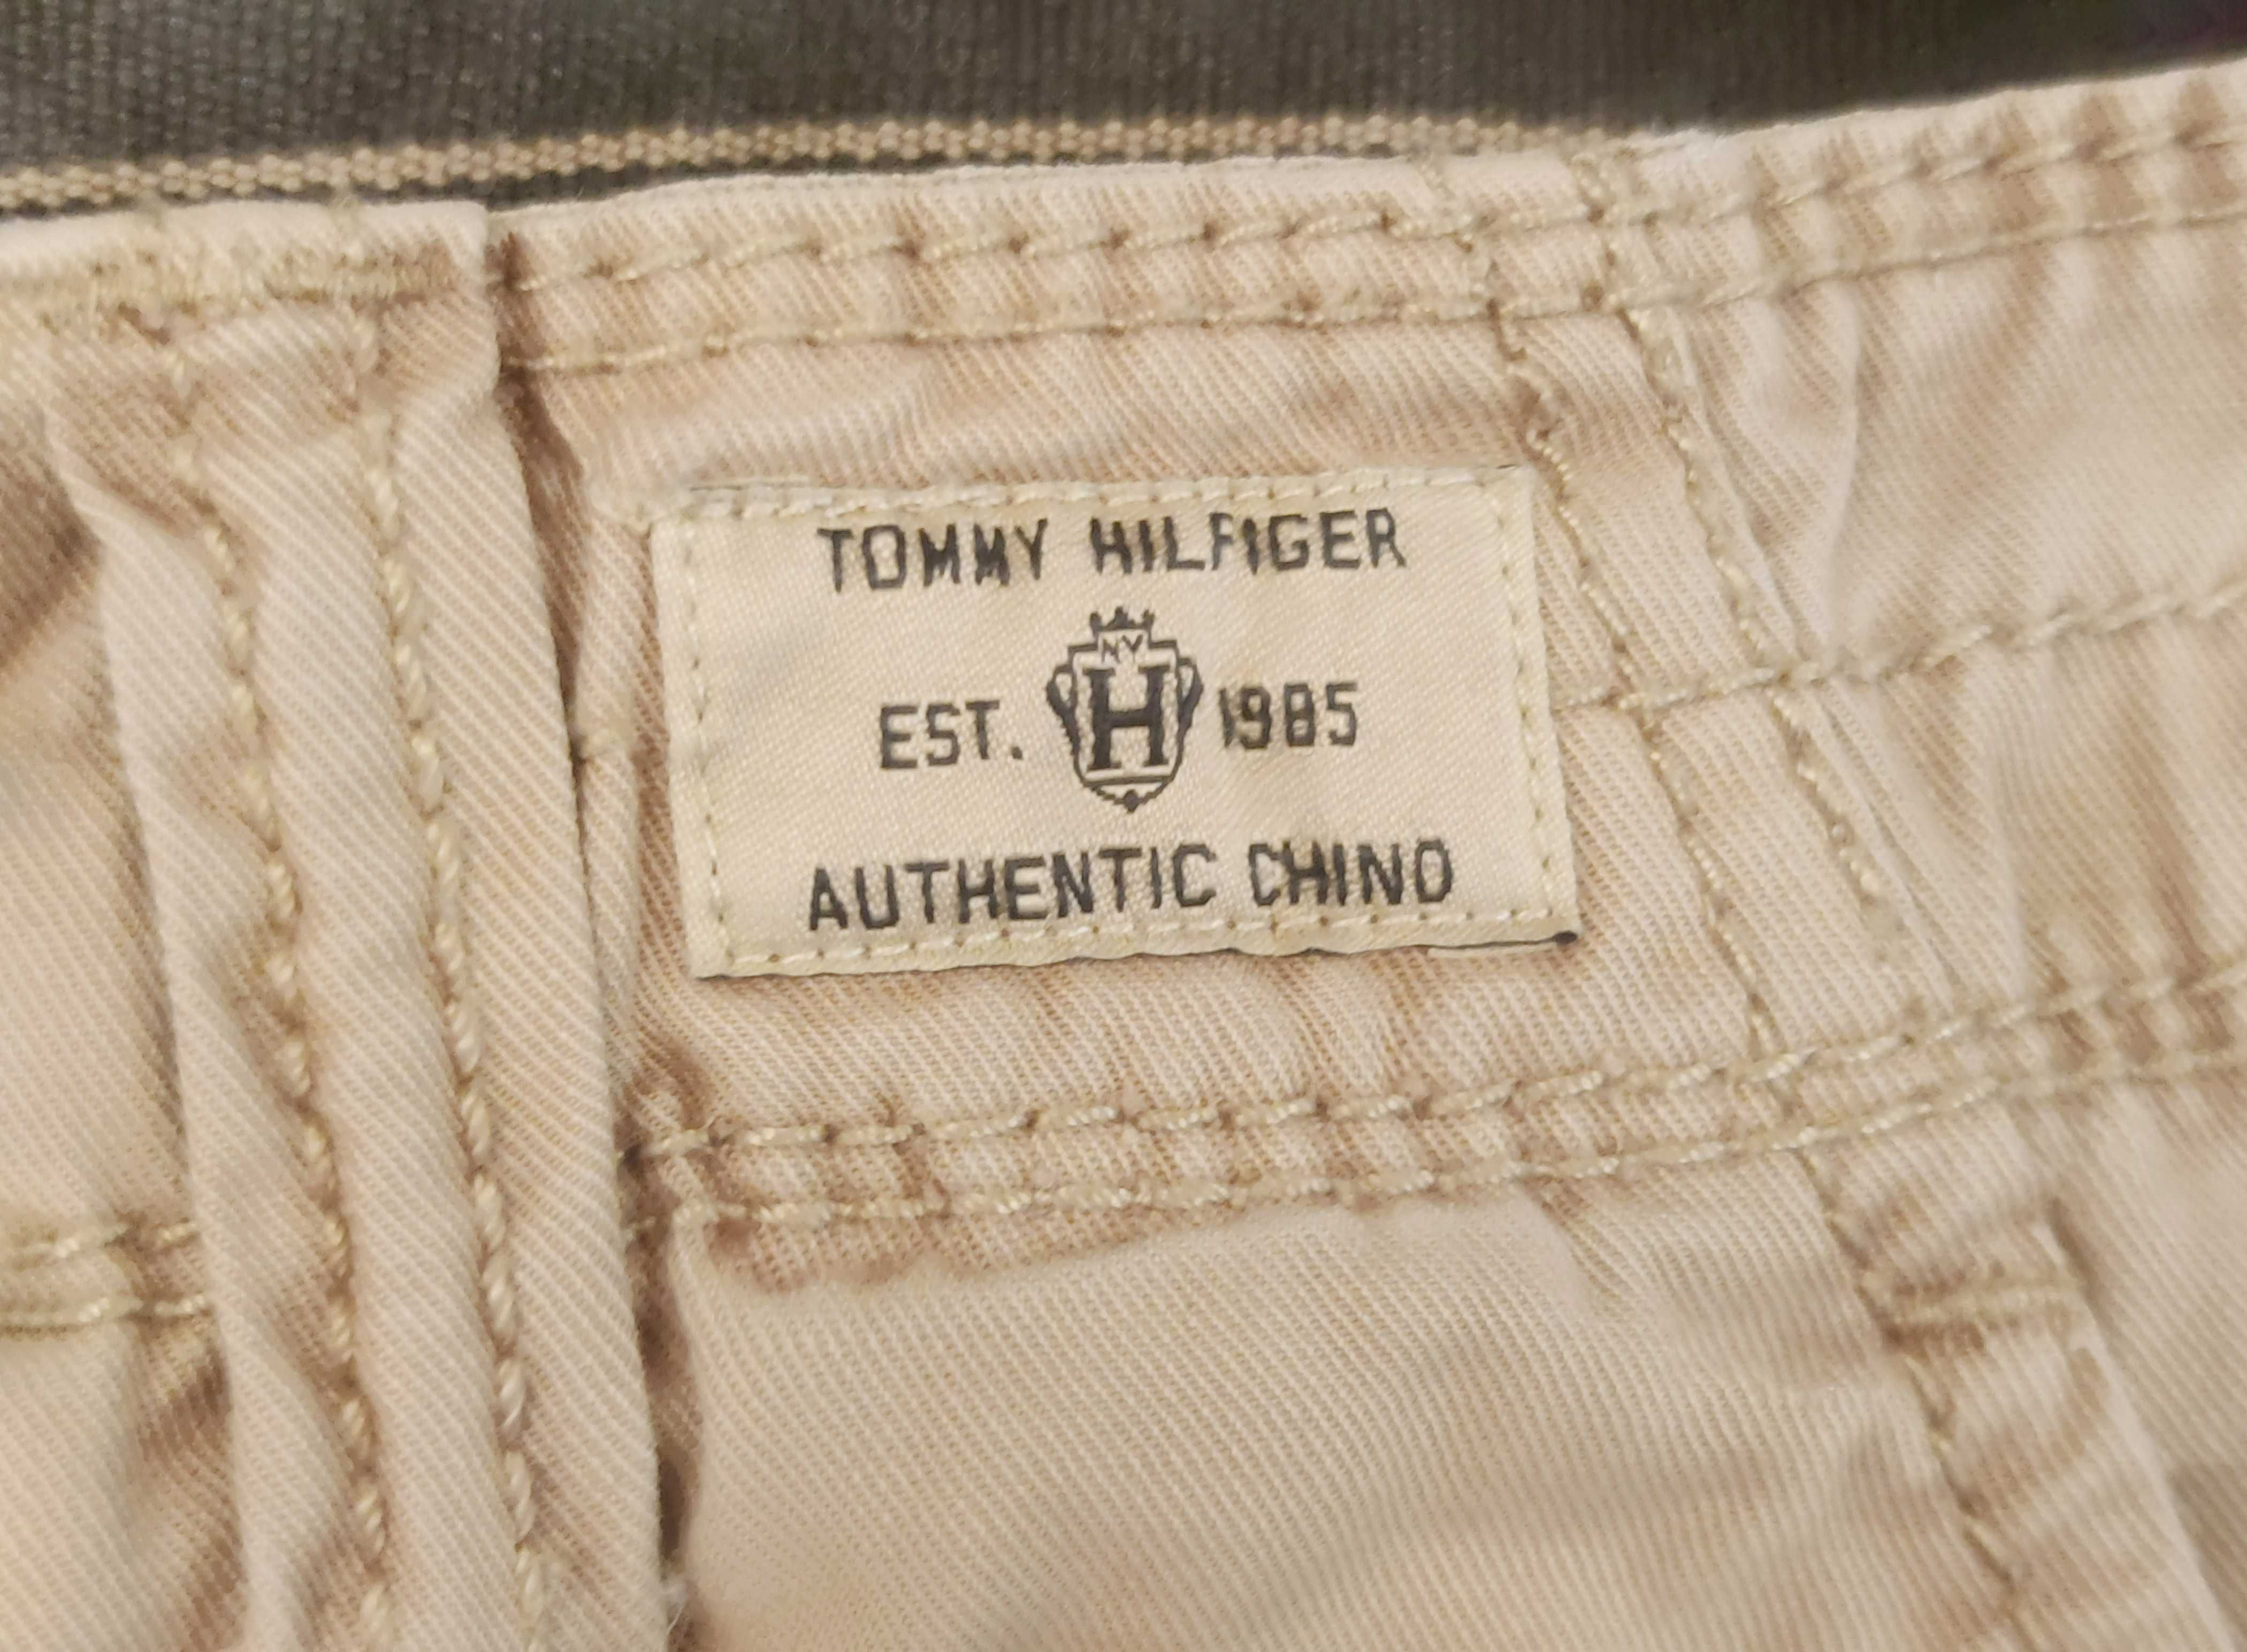 TOMMY HILFIGER
NY
EST. H 1985
AUTHENTIC CHINO